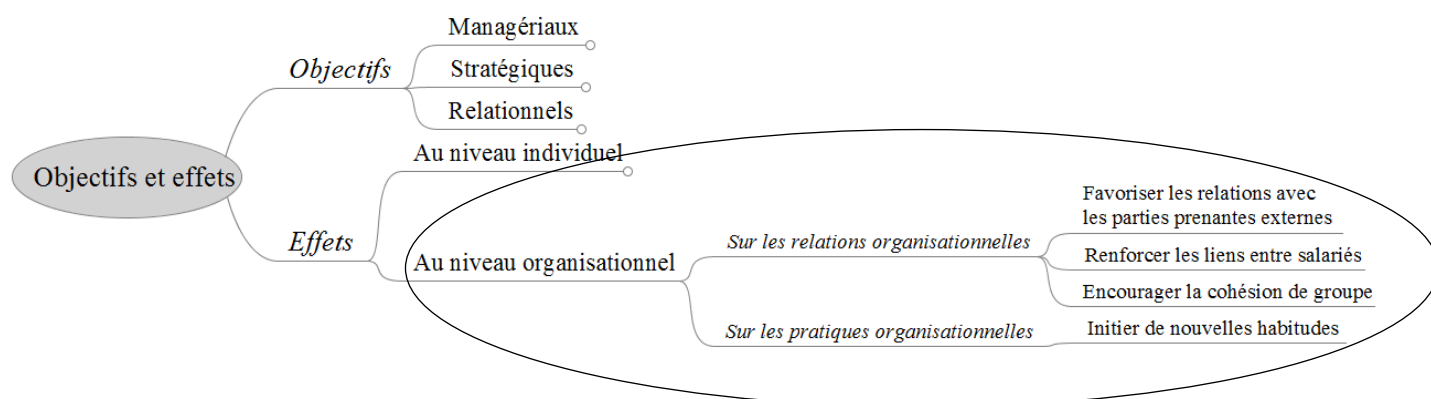 Managériaux
Objectifs
Stratégiques
Relationnels
Au niveau individuel
Objectifs et effets
Favoriser les relations avec
les parties prenantes externes
Effets
Sur les relations organisationnelles
Au niveau organisationnel
Renforcer les liens entre salariés
Encourager la cohésion de groupe
Sur les pratiques organisationnelles
Initier de nouvelles habitudes